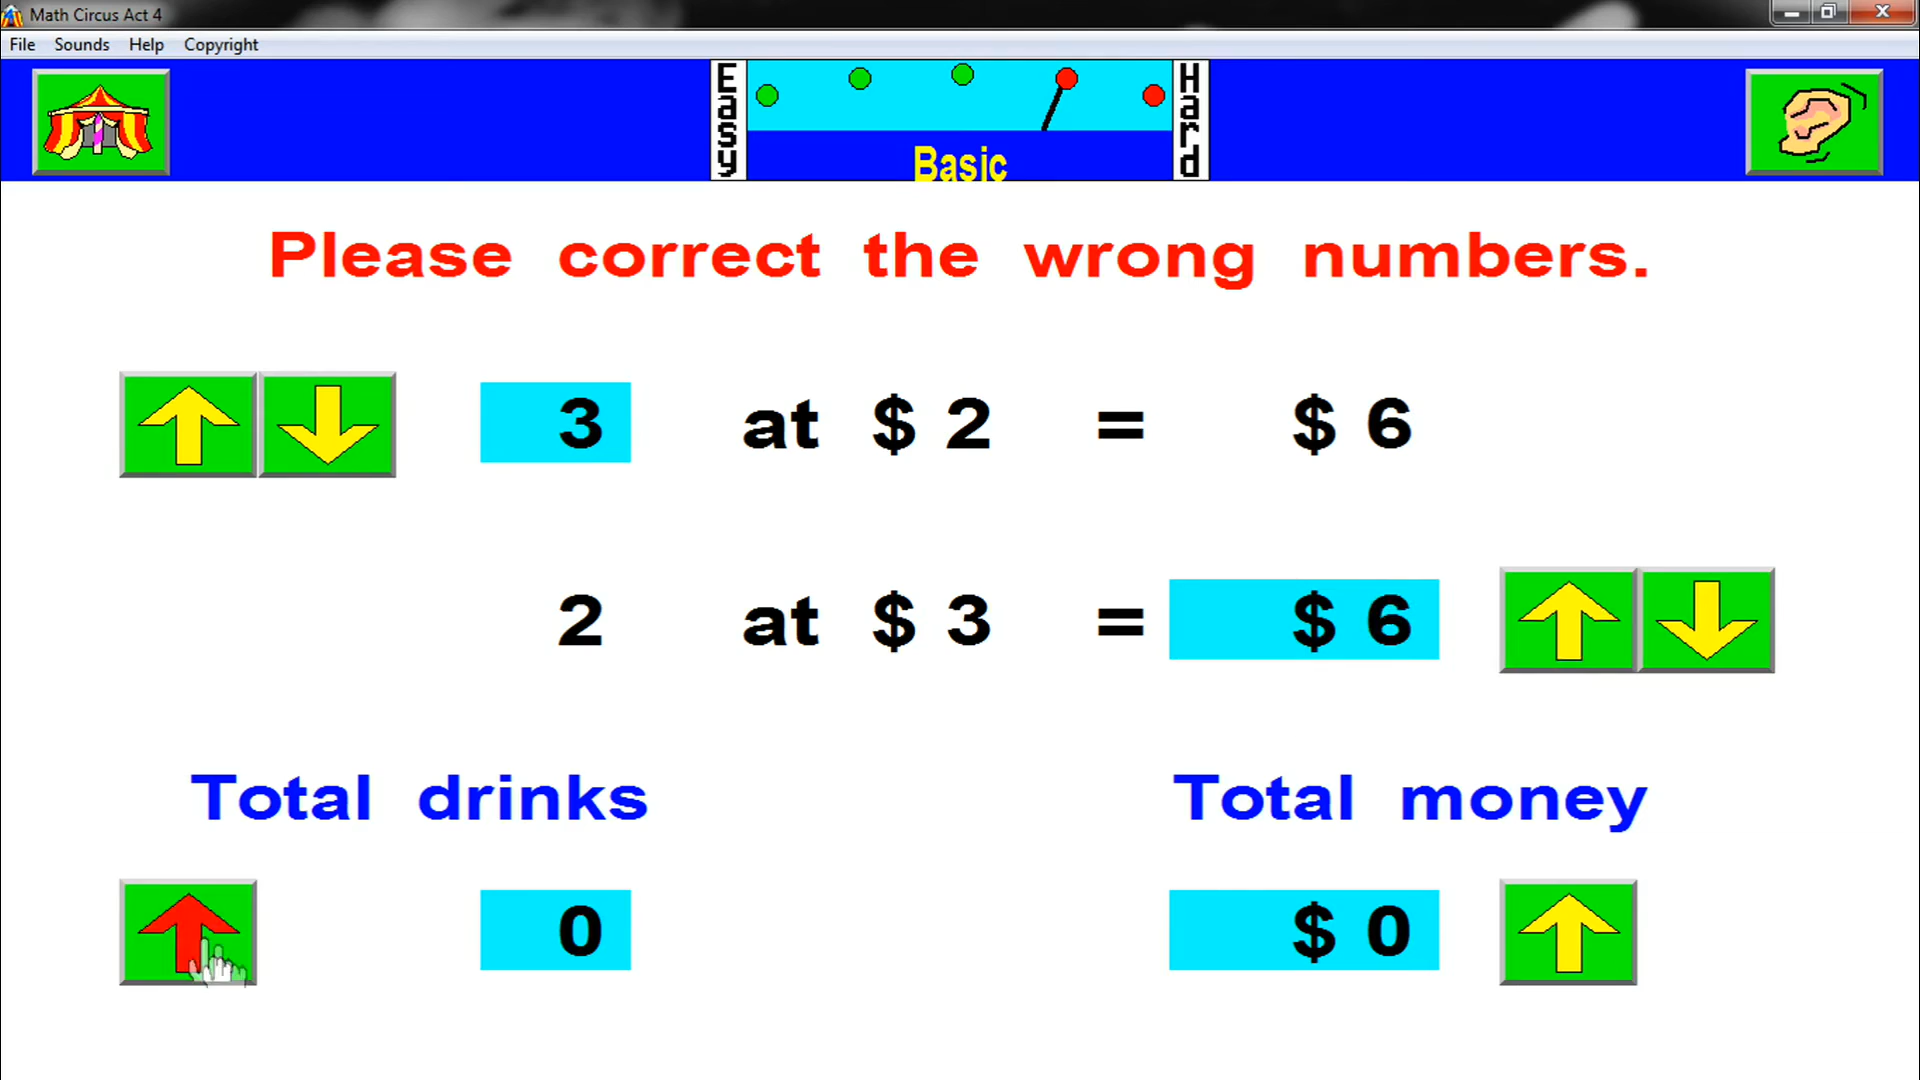 Math Circus Act 4
File Sounds Help Copyright
Easy
Hard
Basic
Please correct the wrong numbers.
3 at $ 2 = $ 6
2 at $ 3 = $ 6
Total drinks Total money
0 $ 0